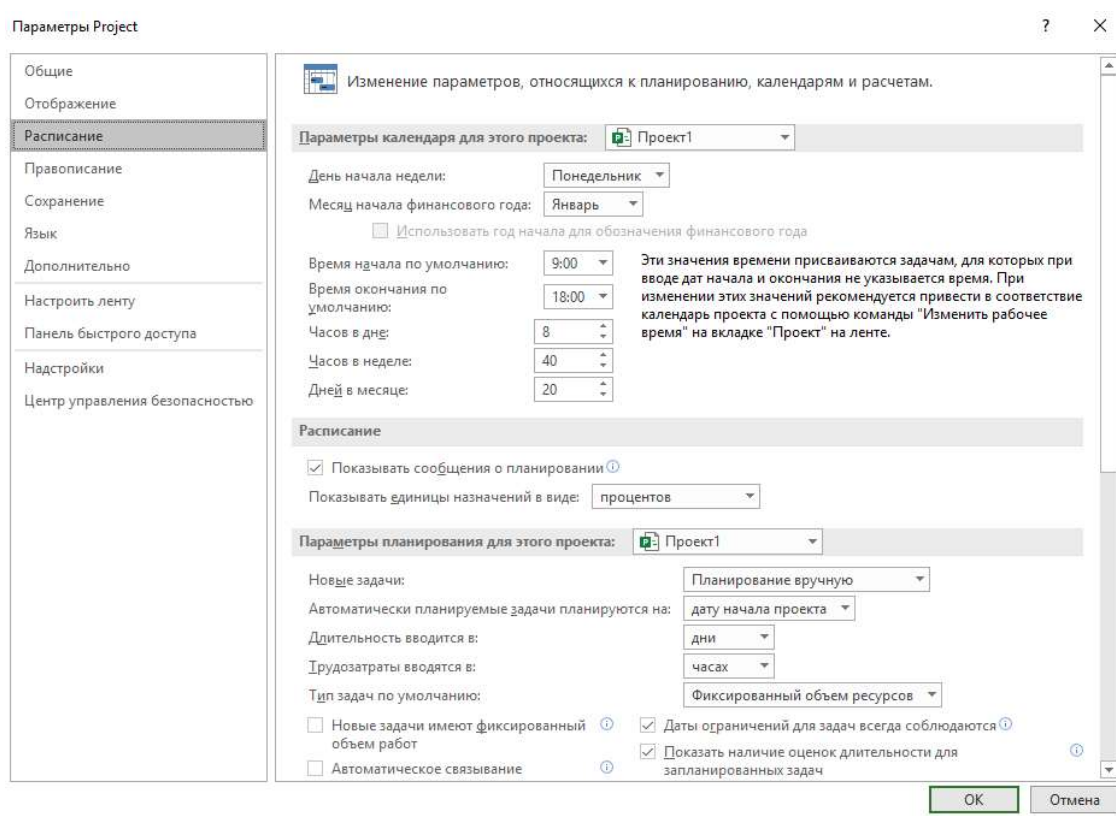 Параметры Project
?
Общие
Отображение
Расписание
Правописание
Сохранение
Язык
Дополнительно
Настроить ленту
Панель быстрого доступа
Надстройки
Центр управления безопасностью
Изменение параметров, относящихся к планированию, календарям и расчетам.
Параметры календаря для этого проекта: Проект1
День начала недели: Понедельник
Месяц начала финансового года: Январь
Использовать год начала для обозначения финансового года
Время начала по умолчанию: 9:00
Время окончания по
умолчанию: 18:00
Часов в дне: 8
Часов в неделе: 40
Дней в месяце: 20
Эти значения времени присваиваются задачам, для которых при
вводе дат начала и окончания не указывается время. При
изменении этих значений рекомендуется привести в соответствие
календарь проекта с помощью команды "Изменить рабочее
время" на вкладке "Проект" на ленте.
Расписание
Показывать сообщения о планировании
Показывать единицы назначений в виде: процентов
Параметры планирования для этого проекта: Проект1
Новые задачи: Планирование вручную
Автоматически планируемые задачи планируются на: дату начала проекта
Длительность вводится в: дни
Трудозатраты вводятся в: часах
Тип задач по умолчанию: Фиксированный объем ресурсов
Новые задачи имеют фиксированный
объем работ
Автоматическое связывание
Даты ограничений для задач всегда соблюдаются
Показать наличие оценок длительности для
запланированных задач
ОК
Отмена